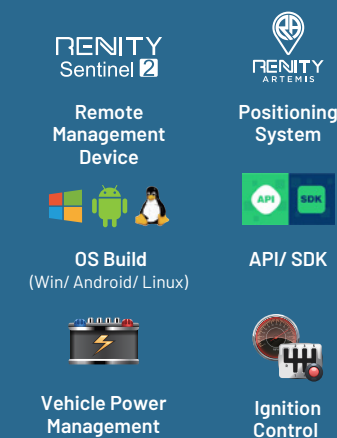 RENITY
Sentinel 2
Remote
Management
Device
OS Build
(Win/ Android/ Linux)
Vehicle Power
Management
RENITY
ARTEMIS
Positioning
System
API
SDK
API/ SDK
Ignition
Control